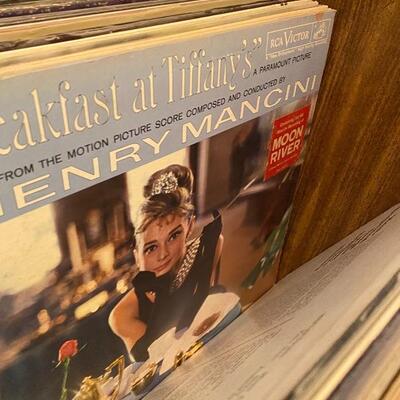 RCA VICTOR
eakfast at Tiffany's"
A PARAMOUNT PICTURE
FROM THE MOTION PICTURE SCORE COMPOSED AND CONDUCTED BY
HENRY MANCINI
MOON
RIVER